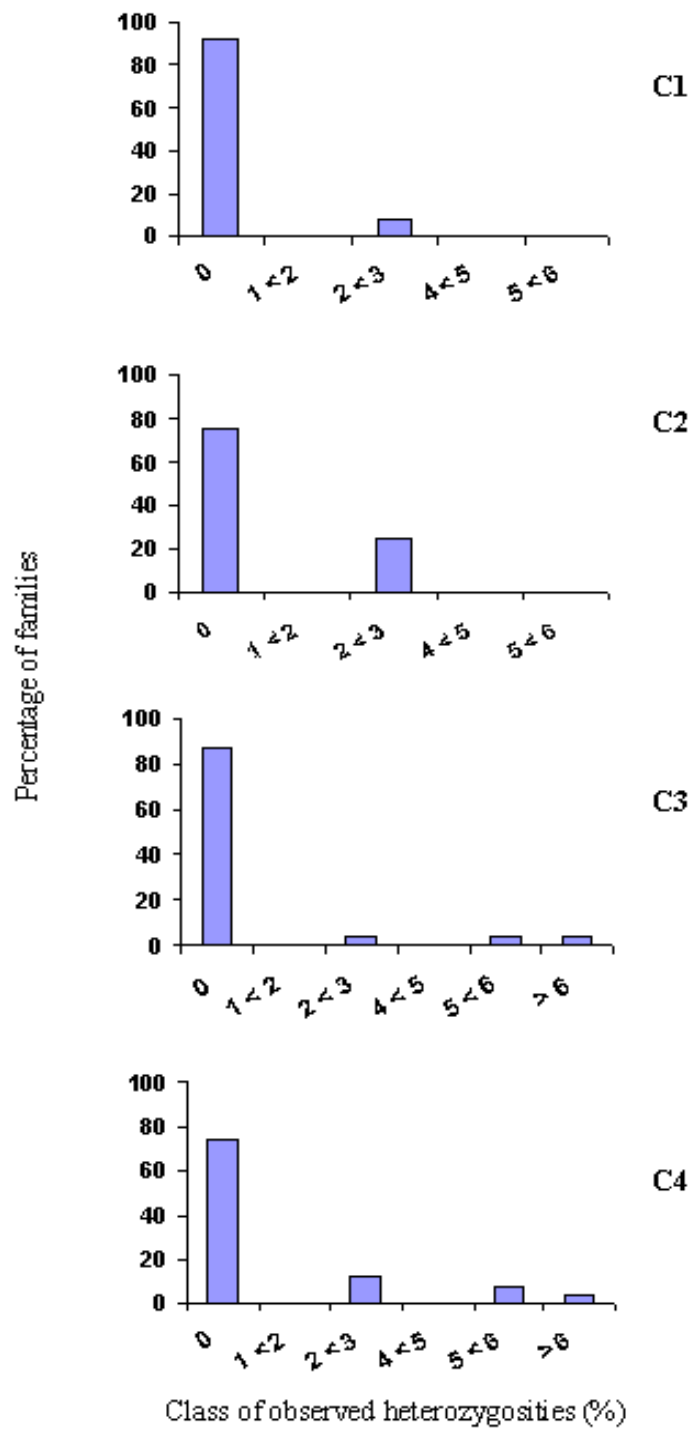 100
80
60
40
20
0
C1
0 1 < 2 2 < 3 4 < 5 5 < 6
100
80
60
40
20
0
C2
0 1 < 2 2 < 3 4 < 5 5 < 6
Percentage of families
100
80
60
40
20
0
C3
0 1 < 2 2 < 3 4 < 5 5 < 6 > 6
100
80
60
40
20
0
C4
0 1 < 2 2 < 3 4 < 5 5 < 6 > 6
Class of observed heterozygosities (%)